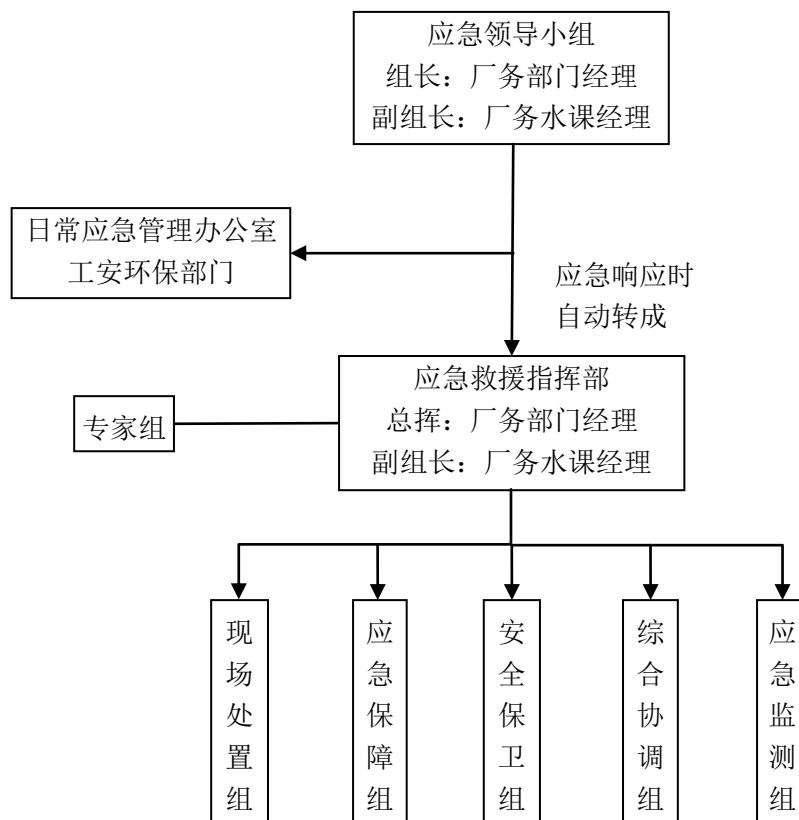 应急领导小组
组长：厂务部门经理
副组长：厂务水课经理
日常应急管理办公室
工安环保部门
应急响应时
自动转成
应急救援指挥部
总挥：厂务部门经理
副组长：厂务水课经理
专家组
现场处置组
应急保障组
安全保卫组
综合协调组
应急监测组